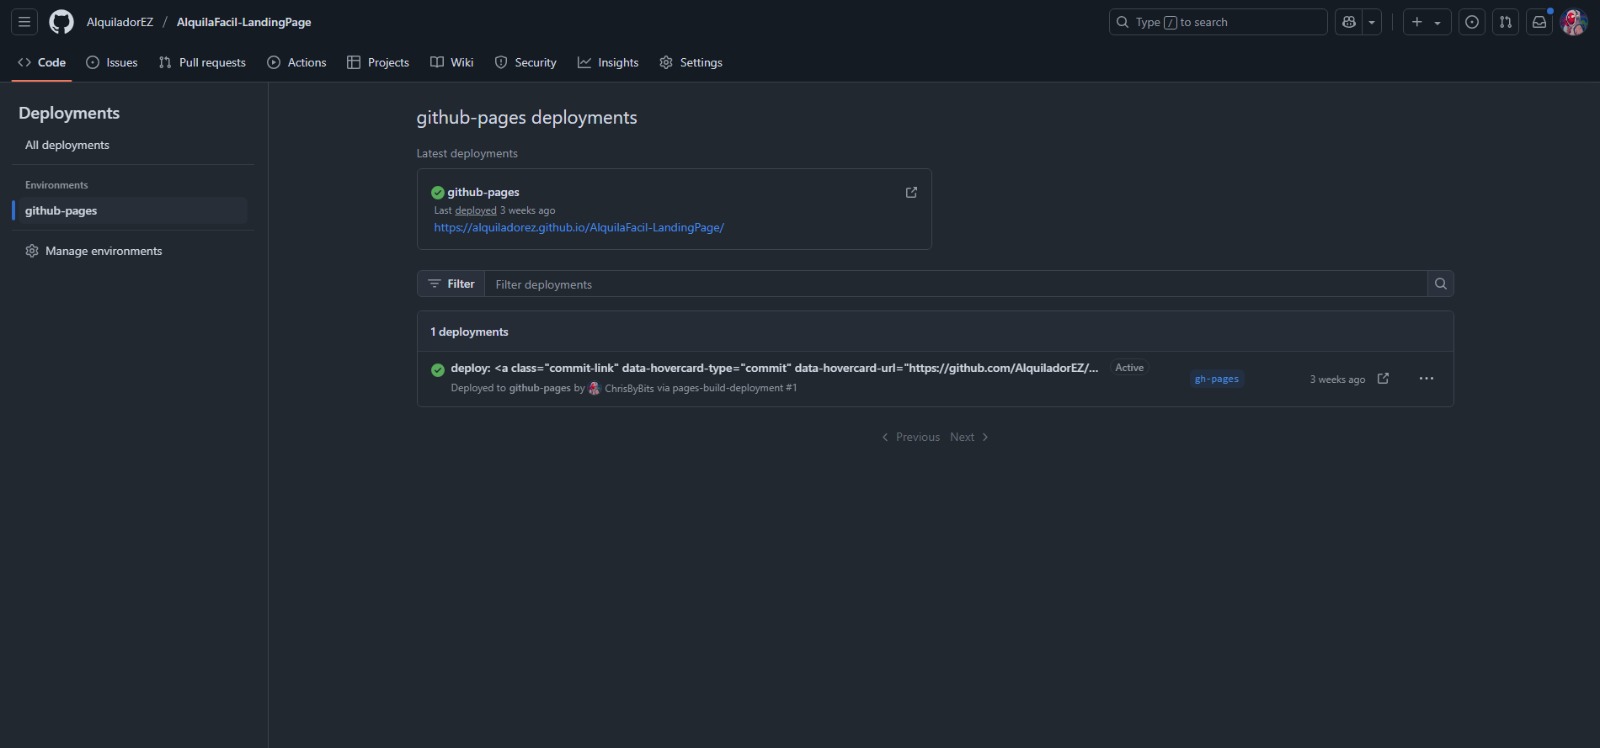 AlquiladorEZ / AlquilaFacil-LandingPage
Type / to search
Code Issues Pull requests Actions Projects Wiki Security Insights Settings
Deployments
All deployments
Environments
github-pages
Manage environments
github-pages deployments
Latest deployments
github-pages
Last deployed 3 weeks ago
https://alquiladorez.github.io/AlquilaFacil-LandingPage/
Filter Filter deployments
1 deployments
deploy: <a class="commit-link" data-hovercard-type="commit" data-hovercard-url="https://github.com/AlquiladorEZ/... Active
Deployed to github-pages by ChrisByBits via pages-build-deployment #1
gh-pages
3 weeks ago
Previous Next